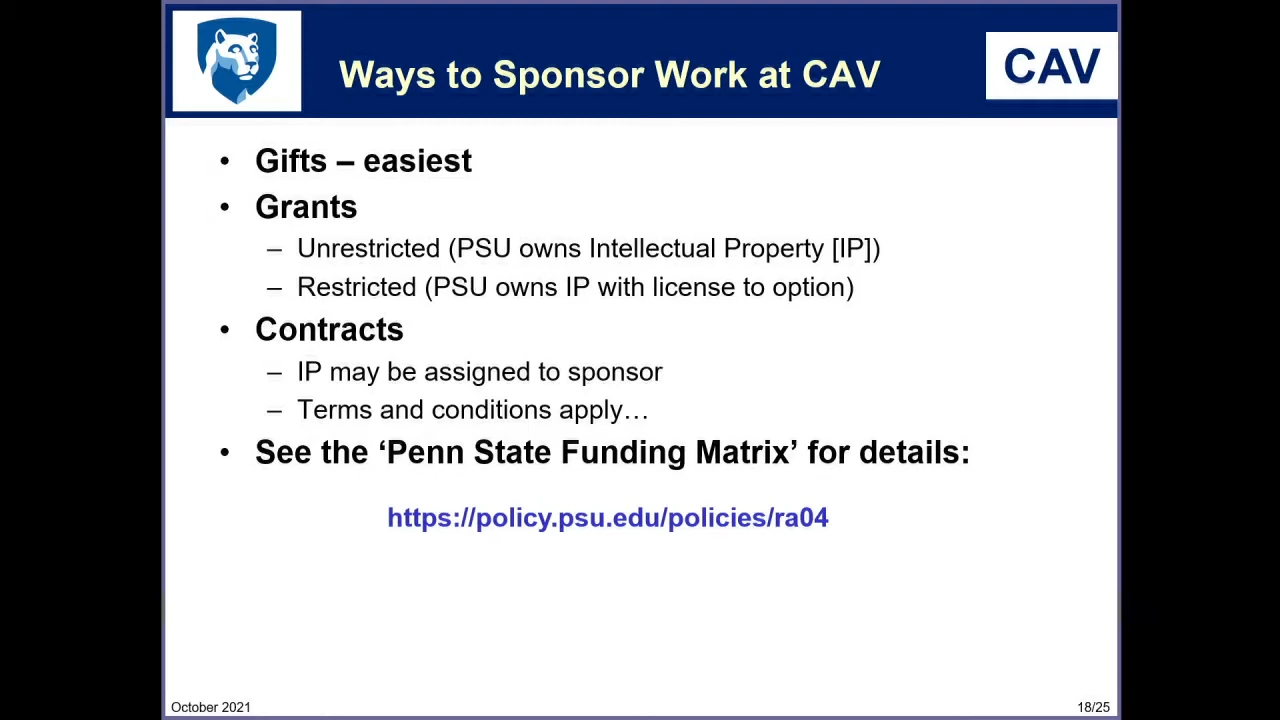 Ways to Sponsor Work at CAV
CAV
• Gifts – easiest
• Grants
– Unrestricted (PSU owns Intellectual Property [IP])
– Restricted (PSU owns IP with license to option)
• Contracts
– IP may be assigned to sponsor
– Terms and conditions apply…
• See the ‘Penn State Funding Matrix’ for details:
https://policy.psu.edu/policies/ra04
October 2021
18/25